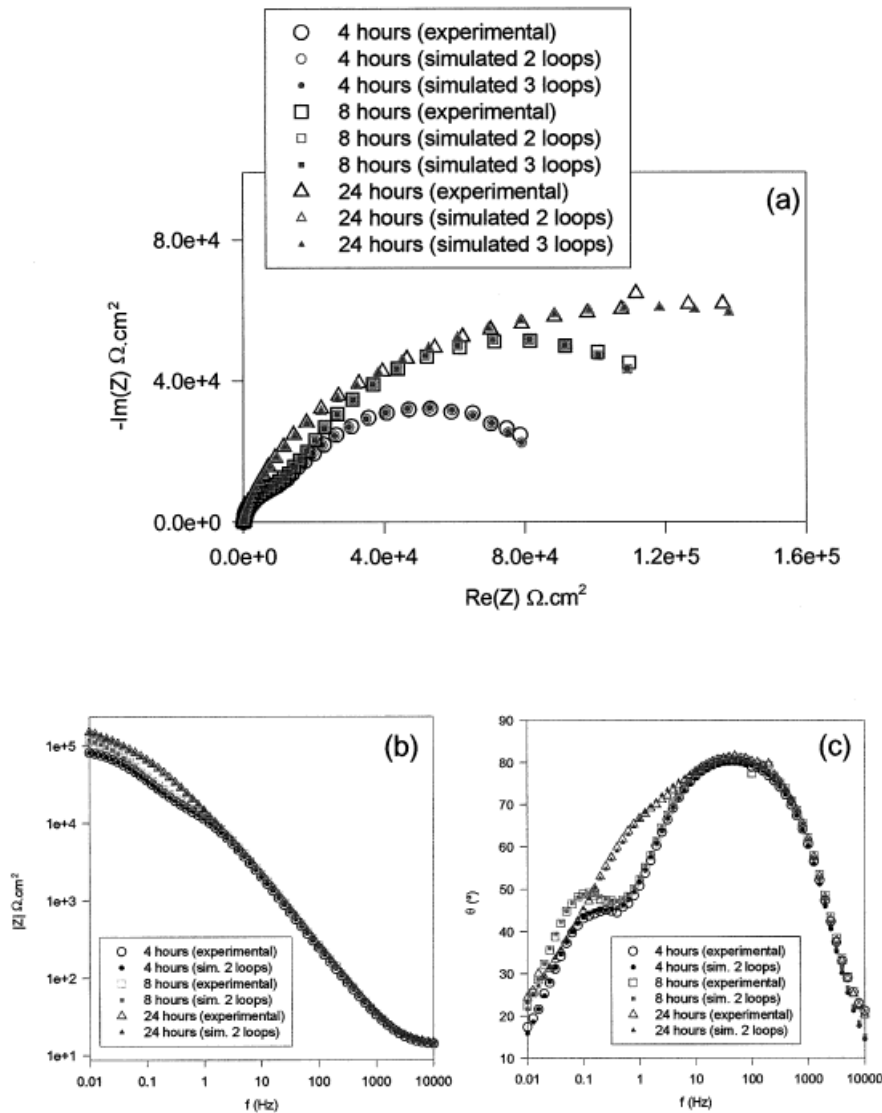 4 hours (experimental)
4 hours (simulated 2 loops)
4 hours (simulated 3 loops)
8 hours (experimental)
8 hours (simulated 2 loops)
8 hours (simulated 3 loops)
24 hours (experimental)
24 hours (simulated 2 loops)
24 hours (simulated 3 loops)
(a)
8.0e+4
4.0e+4
0.0e+0
-Im(Z) Ω.cm²
0.0e+0 4.0e+4 8.0e+4 1.2e+5 1.6e+5
Re(Z) Ω.cm²
(b)
1e+5
1e+4
1e+3
1e+2
1e+1
|Z| Ω.cm²
4 hours (experimental)
4 hours (sim. 2 loops)
8 hours (experimental)
8 hours (sim. 2 loops)
24 hours (experimental)
24 hours (sim. 2 loops)
0.01 0.1 1 10 100 1000 10000
f (Hz)
(c)
90
80
70
60
50
40
30
20
10
θ (°)
4 hours (experimental)
4 hours (sim. 2 loops)
8 hours (experimental)
8 hours (sim. 2 loops)
24 hours (experimental)
24 hours (sim. 2 loops)
0.01 0.1 1 10 100 1000 10000
f (Hz)